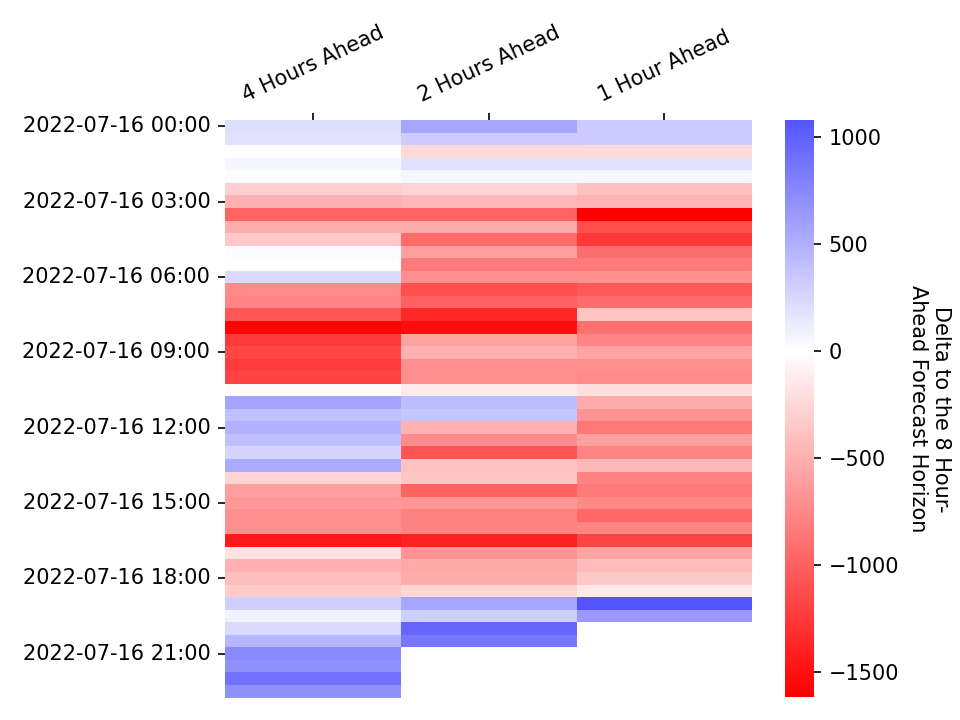 4 Hours Ahead
2 Hours Ahead
1 Hour Ahead
2022-07-16 00:00
2022-07-16 03:00
2022-07-16 06:00
2022-07-16 09:00
2022-07-16 12:00
2022-07-16 15:00
2022-07-16 18:00
2022-07-16 21:00
1000
500
0
−500
−1000
−1500
Delta to the 8 Hour-
Ahead Forecast Horizon